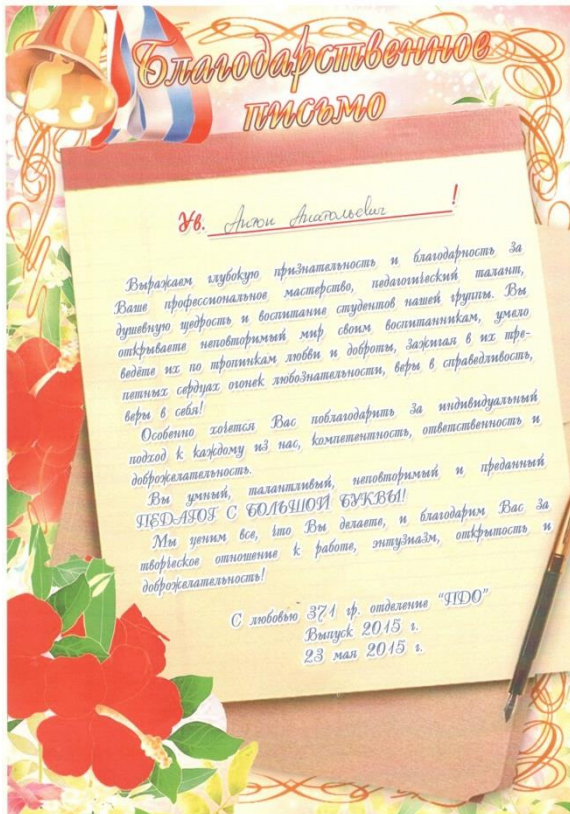 Благодарственное
письмо
Ув. Антон Анатольевич !
Выражаем глубокую признательность и благодарность за
Ваше профессиональное мастерство, педагогический талант,
душевную щедрость и воспитание студентов нашей группы. Вы
открываете неповторимый мир своим воспитанникам, умело
ведёте их по тропинкам любви и доброты, зажигая в их тре-
петных сердцах огонек любознательности, веры в справедливость,
веры в себя!
Особенно хочется Вас поблагодарить за индивидуальный
подход к каждому из нас, компетентность, ответственность и
доброжелательность.
Вы умный, талантливый, неповторимый и преданный
ПЕДАГОГ С БОЛЬШОЙ БУКВЫ!
Мы ценим все, что Вы делаете, и благодарим Вас за
творческое отношение к работе, энтузиазм, открытость и
доброжелательность!
С любовью 371 гр. отделение "ПДО"
Выпуск 2015 г.
23 мая 2015 г.